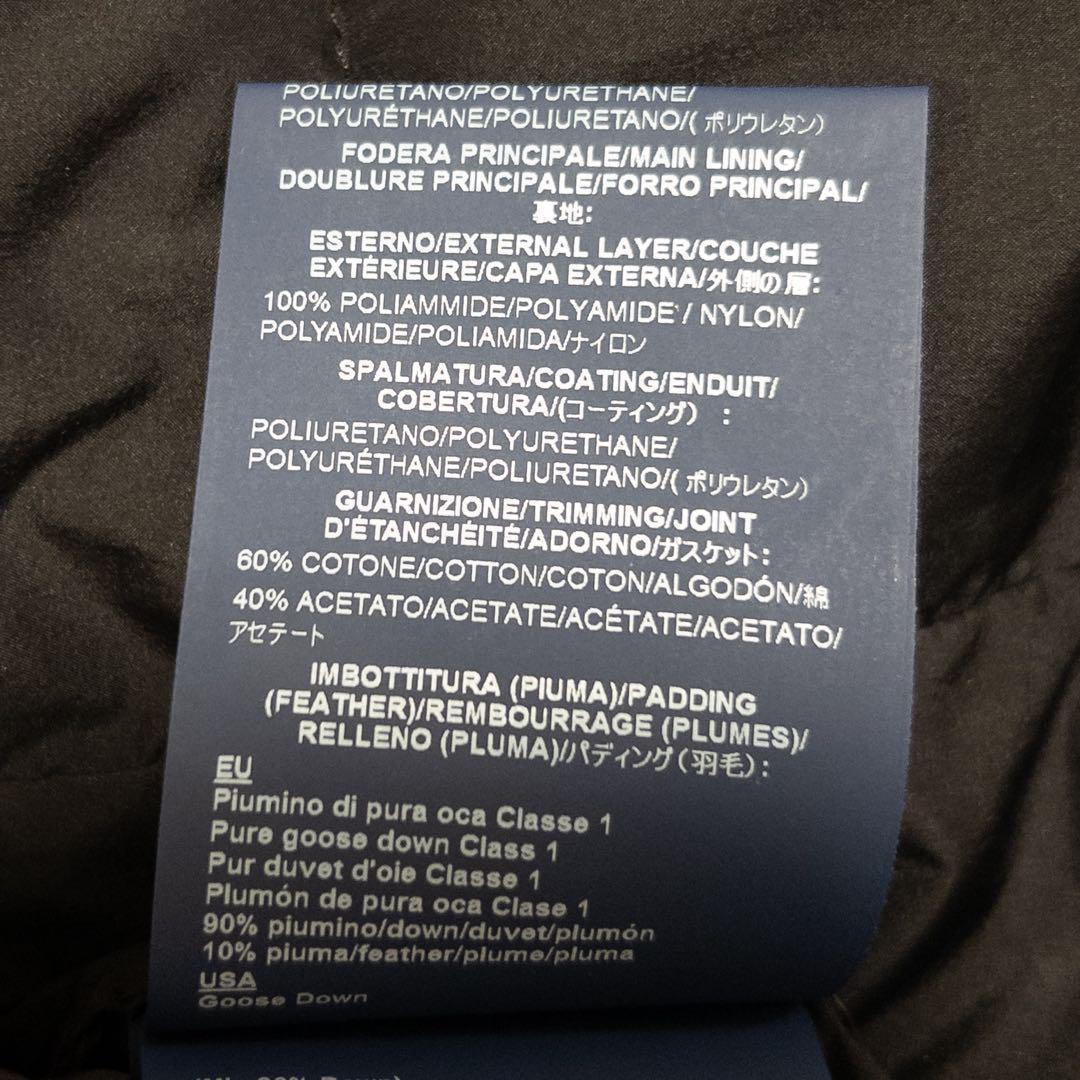 POLIURETANO/POLYURETHANE/
POLYURÉTHANE/POLIURETANO/( ポリウレタン)
FODERA PRINCIPALE/MAIN LINING/
DOUBLURE PRINCIPALE/FORRO PRINCIPAL/
裏地:
ESTERNO/EXTERNAL LAYER/COUCHE
EXTÉRIEURE/CAPA EXTERNA/外側の層:
100% POLIAMMIDE/POLYAMIDE / NYLON/
POLYAMIDE/POLIAMIDA/ナイロン
SPALMATURA/COATING/ENDUIT/
COBERTURA/(コーティング) :
POLIURETANO/POLYURETHANE/
POLYURÉTHANE/POLIURETANO/( ポリウレタン)
GUARNIZIONE/TRIMMING/JOINT
D'ÉTANCHÉITÉ/ADORNO/ガスケット:
60% COTONE/COTTON/COTON/ALGODÓN/綿
40% ACETATO/ACETATE/ACÉTATE/ACETATO/
アセテート
IMBOTTITURA (PIUMA)/PADDING
(FEATHER)/REMBOURRAGE (PLUMES)/
RELLENO (PLUMA)/パディング(羽毛):
EU
Piumino di pura oca Classe 1
Pure goose down Class 1
Pur duvet d'oie Classe 1
Plumón de pura oca Clase 1
90% piumino/down/duvet/plumón
10% piuma/feather/plume/pluma
USA
Goose Down